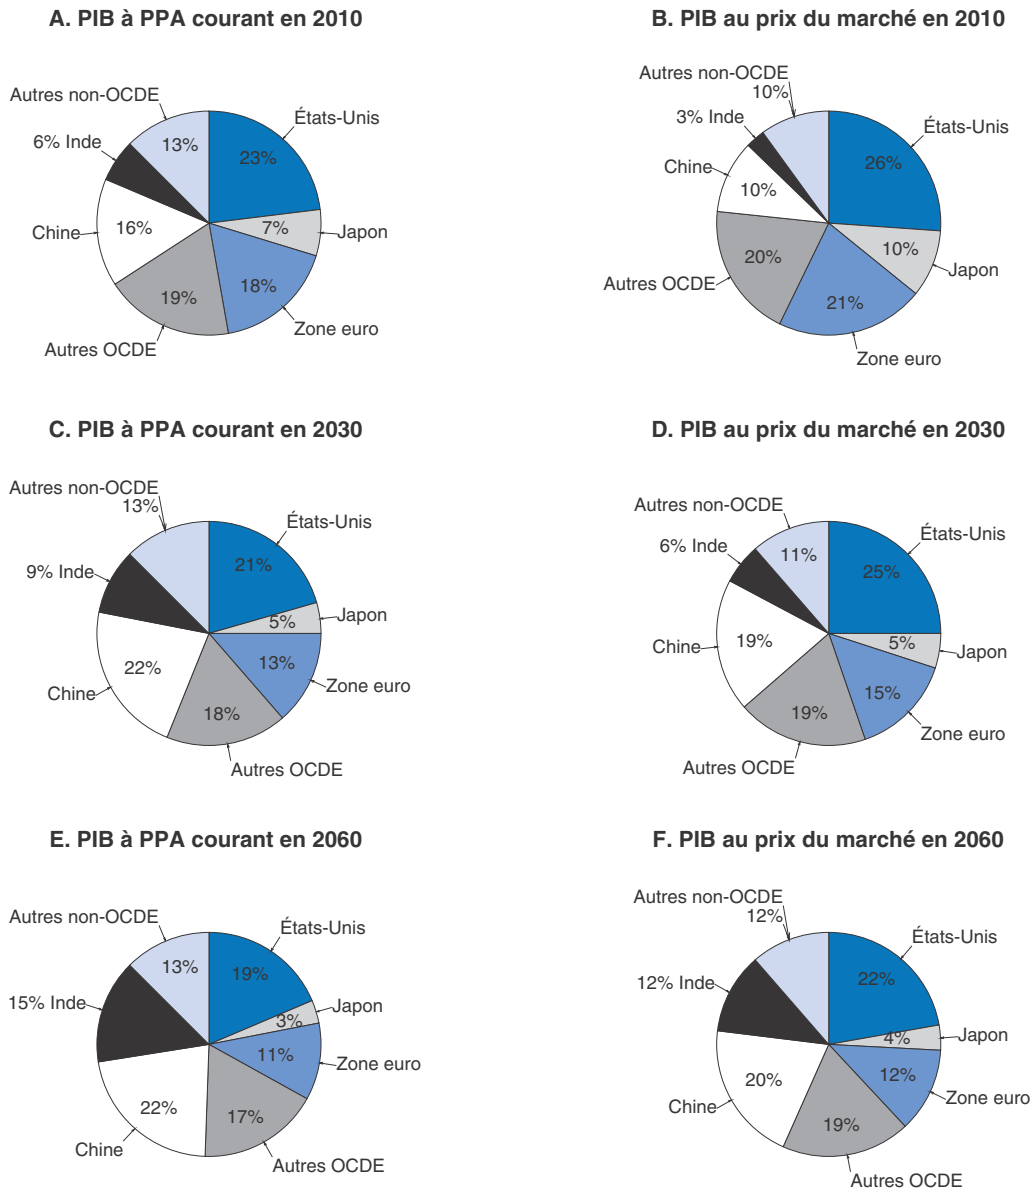 A. PIB à PPA courant en 2010
Autres non-OCDE
États-Unis
6% Inde
13%
23%
Chine
16%
7%
Japon
18%
19%
Zone euro
Autres OCDE
B. PIB au prix du marché en 2010
Autres non-OCDE
10%
3% Inde
États-Unis
26%
Chine
10%
20%
10%
Autres OCDE
Japon
21%
Zone euro
C. PIB à PPA courant en 2030
Autres non-OCDE
13%
États-Unis
9% Inde
21%
5%
Japon
22%
13%
Chine
Zone euro
18%
Autres OCDE
D. PIB au prix du marché en 2030
Autres non-OCDE
États-Unis
6% Inde
11%
25%
Chine
19%
5%
Japon
15%
19%
Zone euro
Autres OCDE
E. PIB à PPA courant en 2060
Autres non-OCDE
États-Unis
13%
19%
15% Inde
3%
Japon
11%
Zone euro
22%
17%
Chine
Autres OCDE
F. PIB au prix du marché en 2060
Autres non-OCDE
12%
États-Unis
12% Inde
22%
4%
Japon
20%
12%
Chine
Zone euro
19%
Autres OCDE